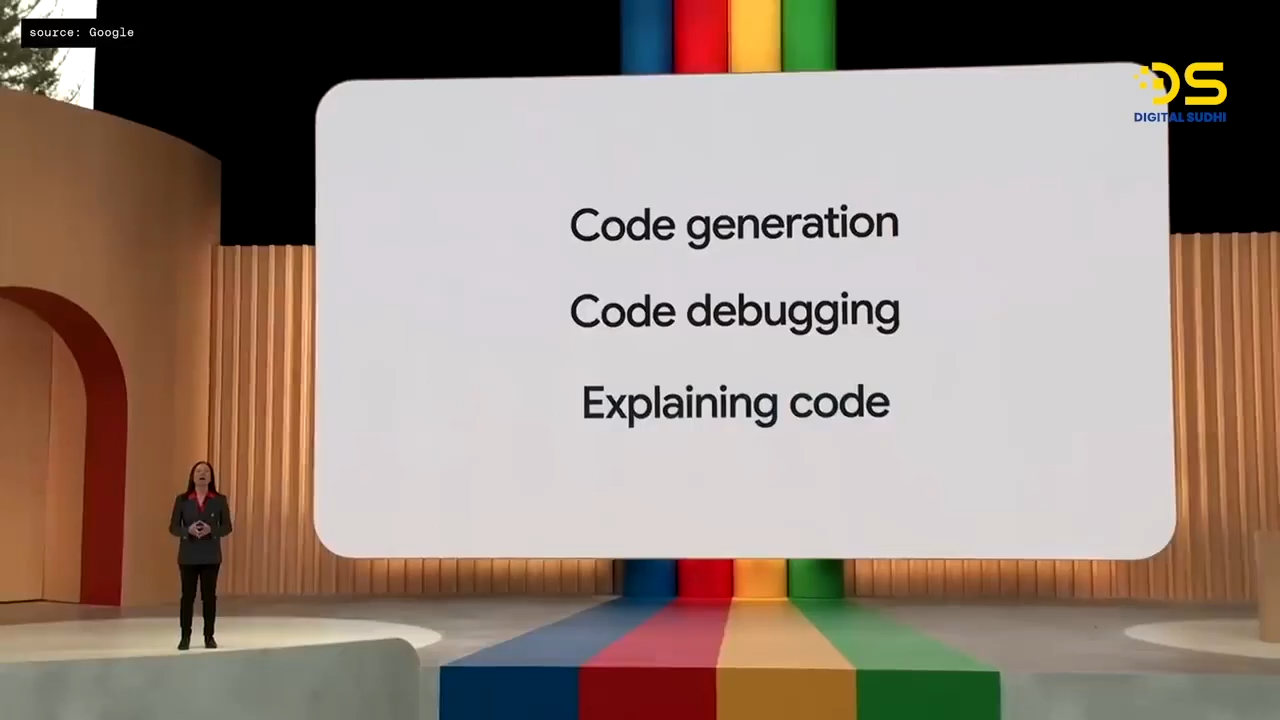 source: Google
DS
DIGITAL SUDHI
Code generation
Code debugging
Explaining code